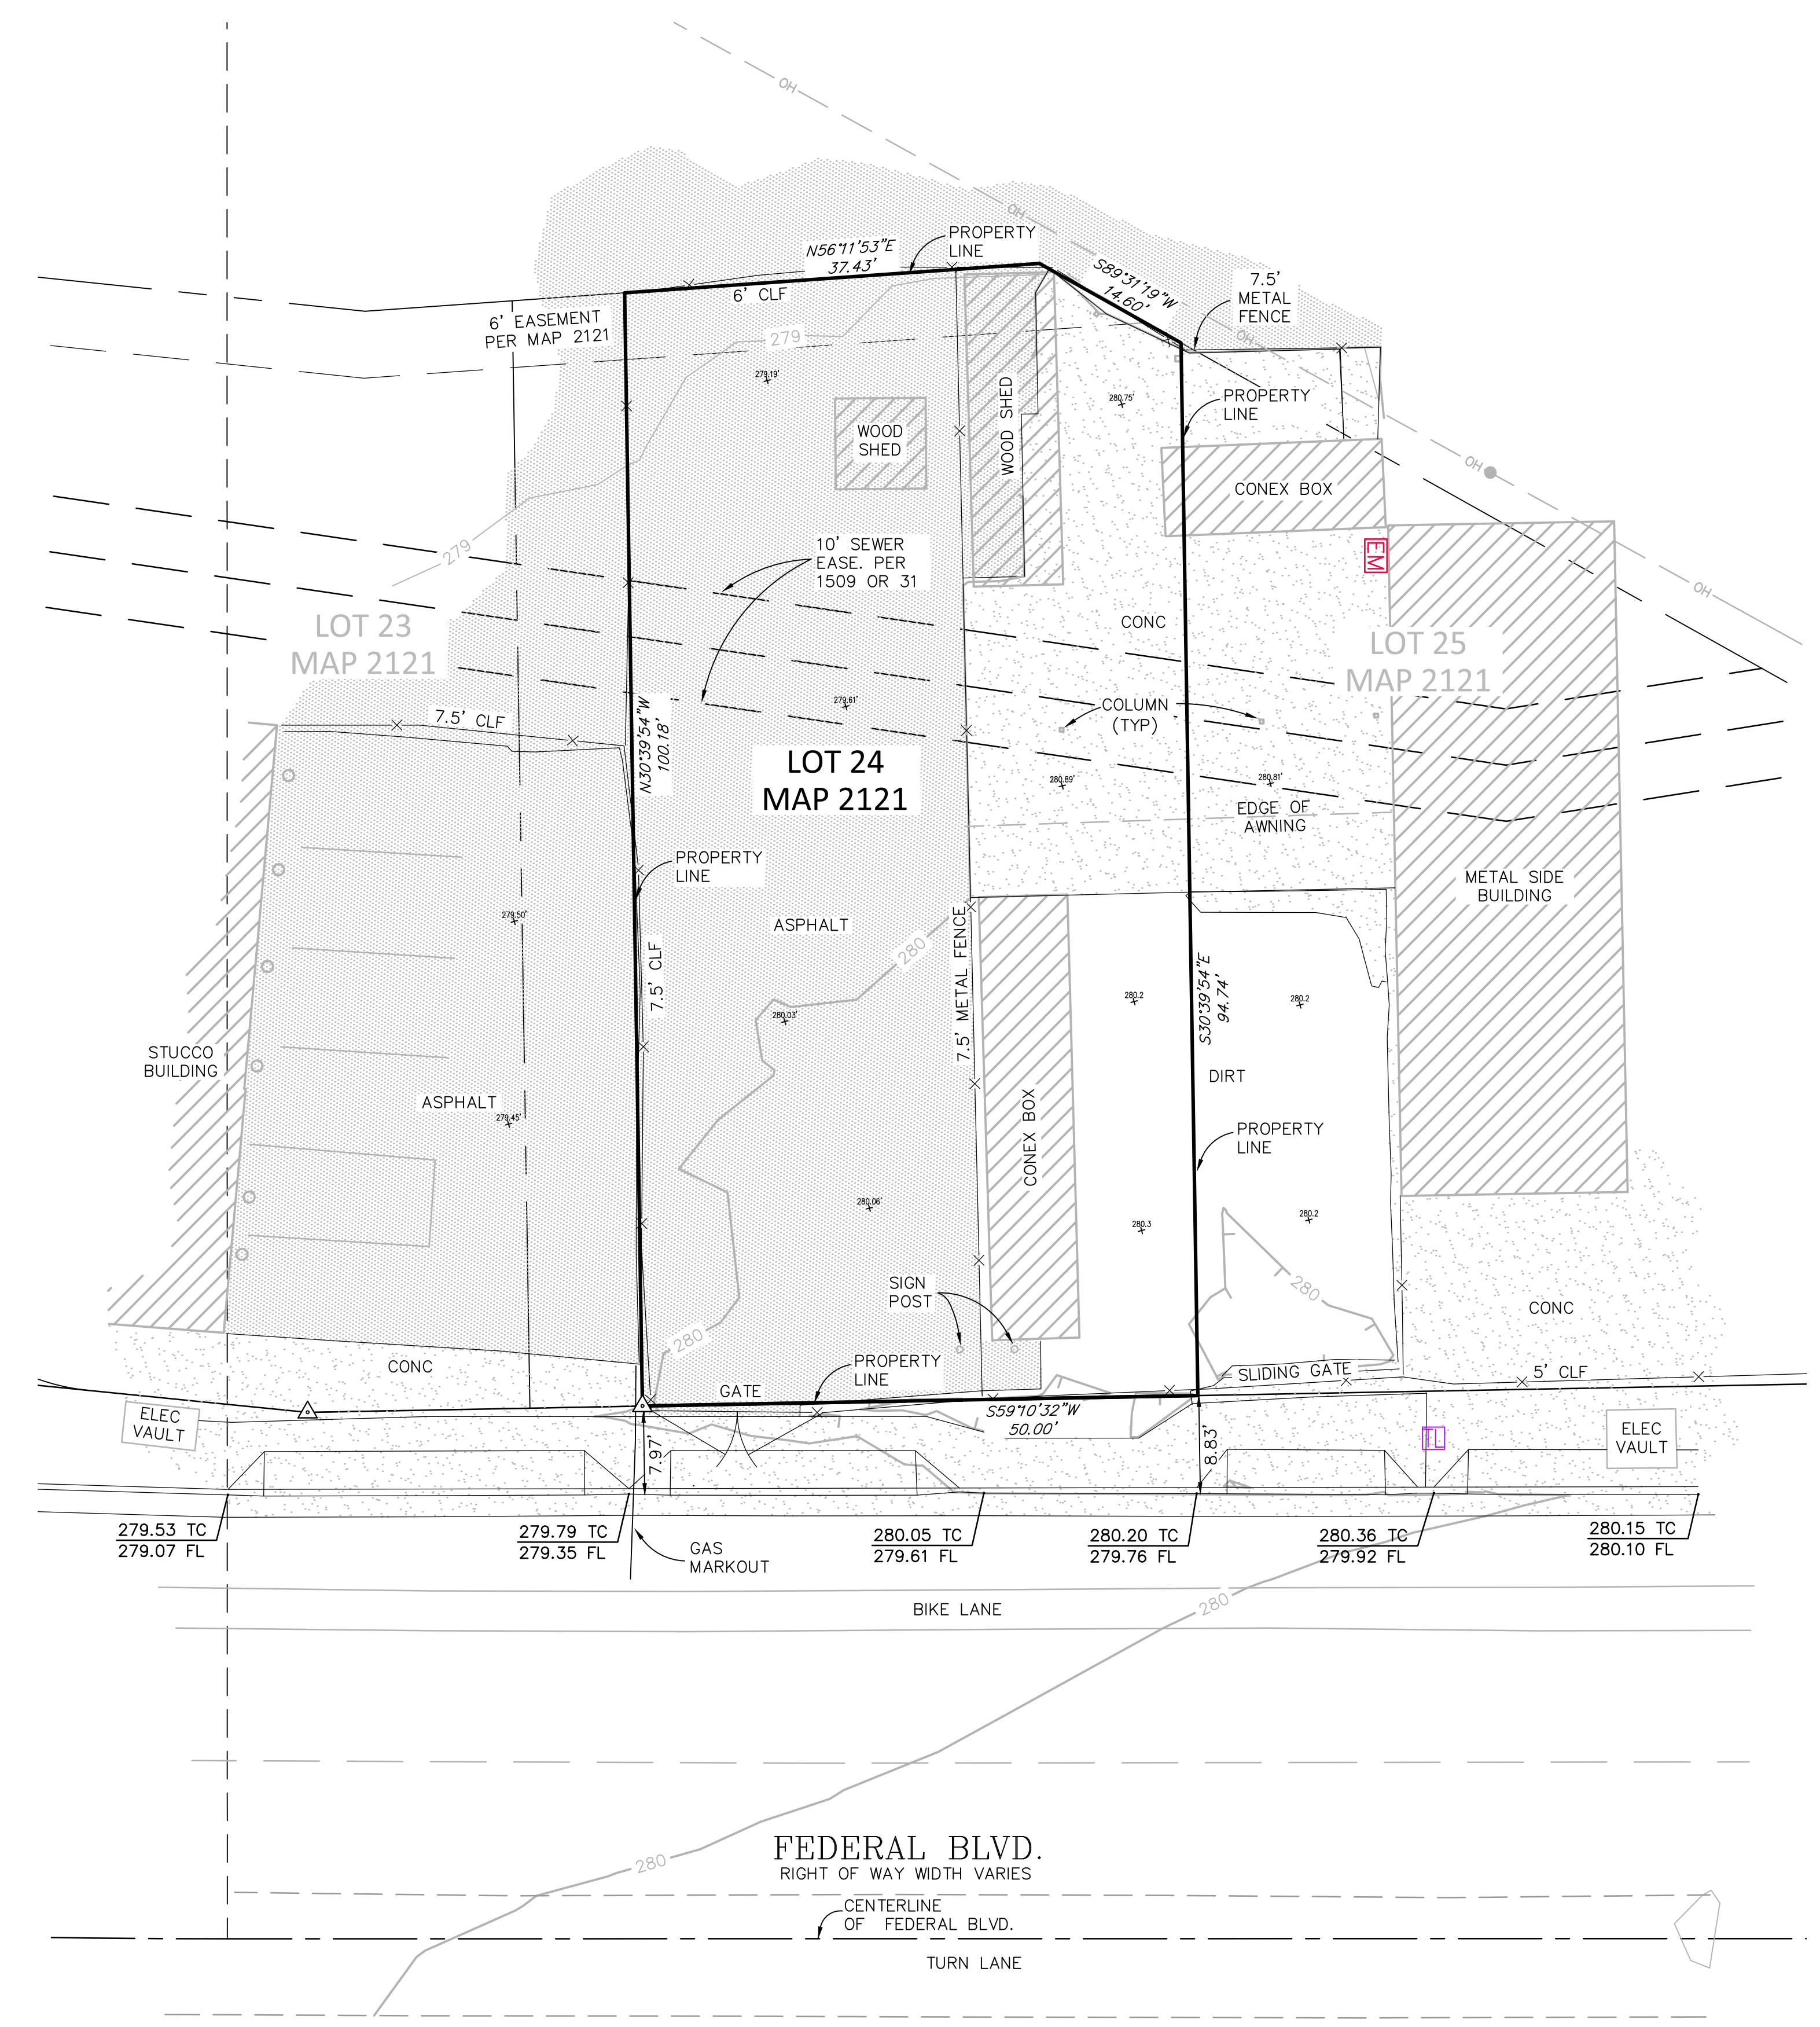 OH
OH
N56°11'53"E
37.43'
PROPERTY
LINE
S89°31'19"W
14.60'
7.5'
METAL
FENCE
6' CLF
6' EASEMENT
PER MAP 2121
279
OH
279.19'
WOOD
SHED
WOOD SHED
280.75'
PROPERTY
LINE
OH
CONEX BOX
279
10' SEWER
EASE. PER
1509 OR 31
EM
OH
LOT 23
MAP 2121
CONC
LOT 25
MAP 2121
7.5' CLF
N30°39'54"W
100.18'
279.61'
COLUMN
(TYP)
LOT 24
MAP 2121
280.89'
280.81'
EDGE OF
AWNING
PROPERTY
LINE
METAL SIDE
BUILDING
279.50'
ASPHALT
280
7.5' METAL FENCE
7.5' CLF
280.03'
280.2
S30°39'54"E
94.74'
280.2
STUCCO
BUILDING
ASPHALT
279.45'
CONEX BOX
DIRT
PROPERTY
LINE
280.06'
280.3
280.2
SIGN
POST
280
CONC
280
CONC
PROPERTY
LINE
GATE
SLIDING GATE
5' CLF
S59°10'32"W
50.00'
ELEC
VAULT
7.97'
8.83'
TL
ELEC
VAULT
279.53 TC
279.07 FL
279.79 TC
279.35 FL
GAS
MARKOUT
280.05 TC
279.61 FL
280.20 TC
279.76 FL
280.36 TC
279.92 FL
280.15 TC
280.10 FL
280
BIKE LANE
FEDERAL BLVD.
RIGHT OF WAY WIDTH VARIES
280
CENTERLINE
OF FEDERAL BLVD.
TURN LANE